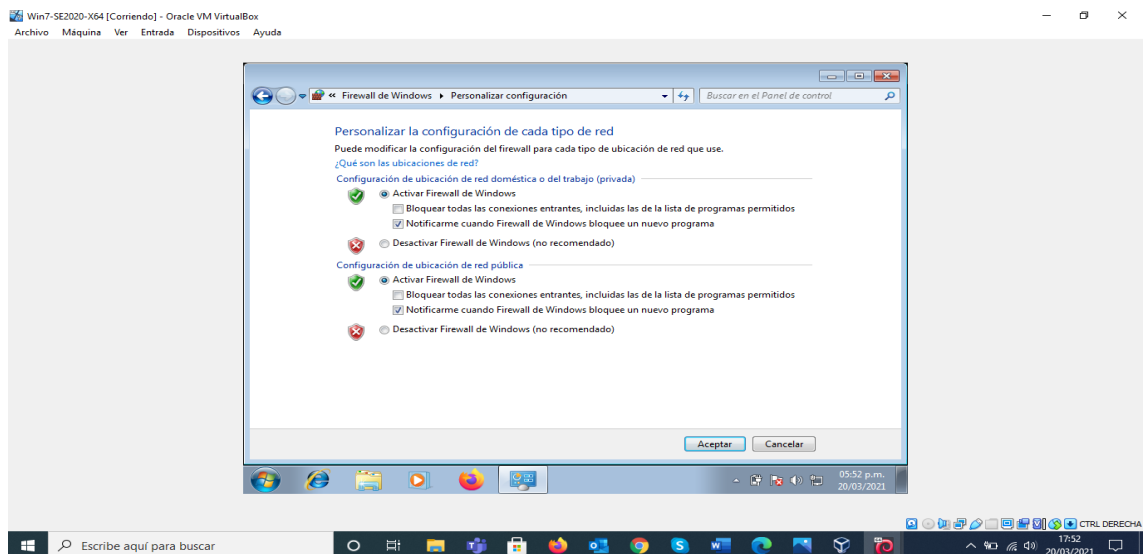 Win7-SE2020-X64 [Corriendo] - Oracle VM VirtualBox
Archivo Máquina Ver Entrada Dispositivos Ayuda
« Firewall de Windows Personalizar configuración
Buscar en el Panel de control
Personalizar la configuración de cada tipo de red
Puede modificar la configuración del firewall para cada tipo de ubicación de red que use.
¿Qué son las ubicaciones de red?
Configuración de ubicación de red doméstica o del trabajo (privada)
Activar Firewall de Windows
Bloquear todas las conexiones entrantes, incluidas las de la lista de programas permitidos
Notificarme cuando Firewall de Windows bloquee un nuevo programa
Desactivar Firewall de Windows (no recomendado)
Configuración de ubicación de red pública
Activar Firewall de Windows
Bloquear todas las conexiones entrantes, incluidas las de la lista de programas permitidos
Notificarme cuando Firewall de Windows bloquee un nuevo programa
Desactivar Firewall de Windows (no recomendado)
Aceptar Cancelar
05:52 p.m.
20/03/2021
CTRL DERECHA
Escribe aquí para buscar
17:52
20/03/2021